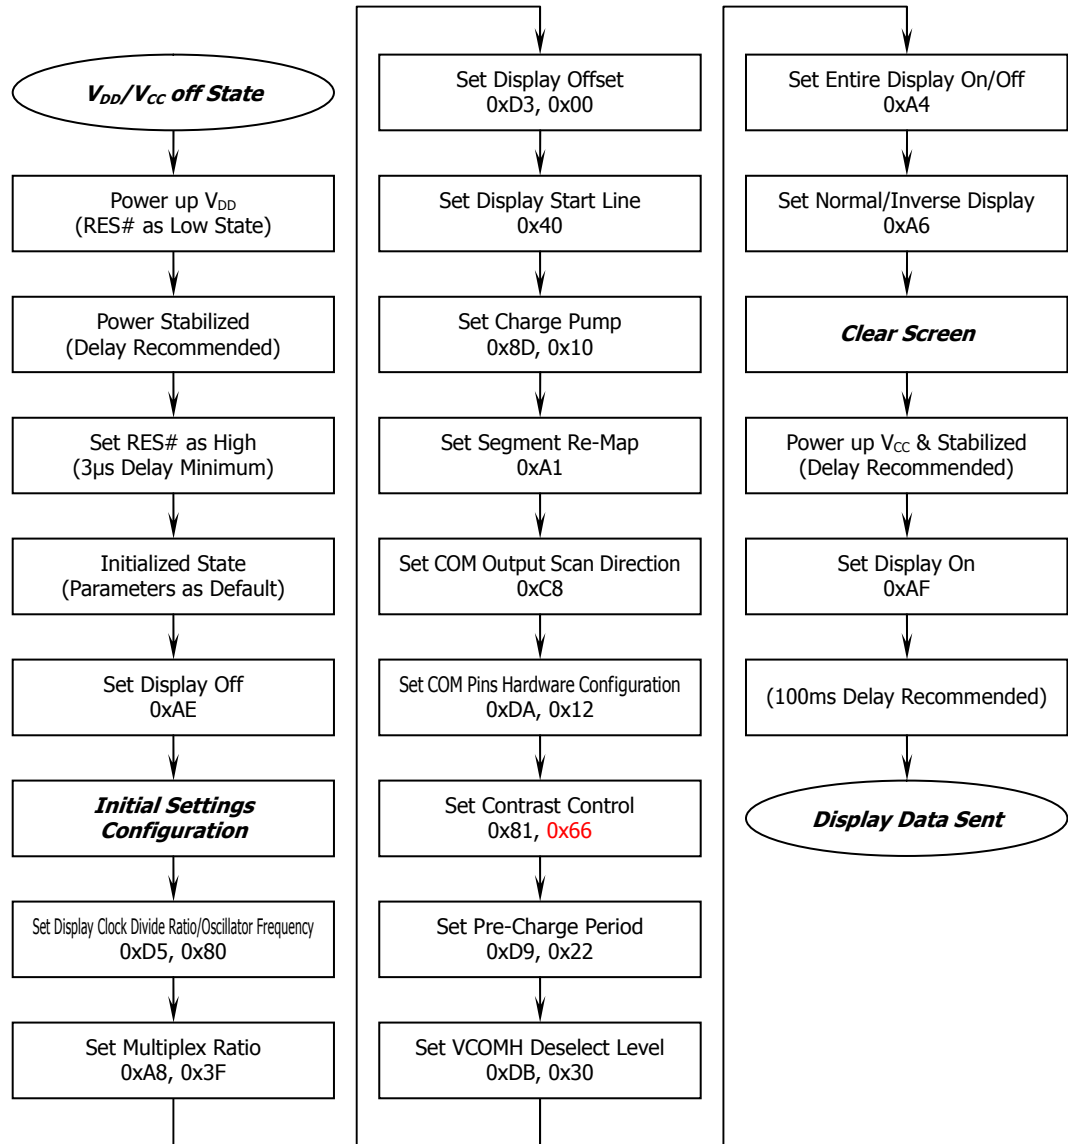 V_DD/V_CC off State
Power up V_DD
(RES# as Low State)
Power Stabilized
(Delay Recommended)
Set RES# as High
(3μs Delay Minimum)
Initialized State
(Parameters as Default)
Set Display Off
0xAE
Initial Settings
Configuration
Set Display Clock Divide Ratio/Oscillator Frequency
0xD5, 0x80
Set Multiplex Ratio
0xA8, 0x3F
Set Display Offset
0xD3, 0x00
Set Display Start Line
0x40
Set Charge Pump
0x8D, 0x10
Set Segment Re-Map
0xA1
Set COM Output Scan Direction
0xC8
Set COM Pins Hardware Configuration
0xDA, 0x12
Set Contrast Control
0x81, 0x66
Set Pre-Charge Period
0xD9, 0x22
Set VCOMH Deselect Level
0xDB, 0x30
Set Entire Display On/Off
0xA4
Set Normal/Inverse Display
0xA6
Clear Screen
Power up V_CC & Stabilized
(Delay Recommended)
Set Display On
0xAF
(100ms Delay Recommended)
Display Data Sent